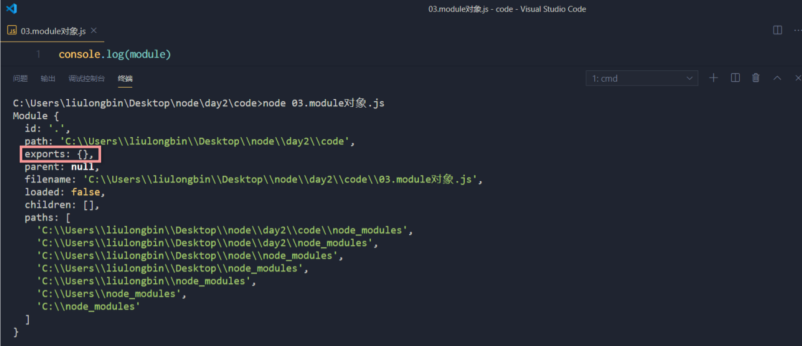 03.module对象.js - code - Visual Studio Code
03.module对象.js
1 console.log(module)
问题 输出 调试控制台 终端
1: cmd
C:\Users\liulongbin\Desktop\node\day2\code>node 03.module对象.js
Module {
  id: '.',
  path: 'C:\\Users\\liulongbin\\Desktop\\node\\day2\\code',
  exports: {},
  parent: null,
  filename: 'C:\\Users\\liulongbin\\Desktop\\node\\day2\\code\\03.module对象.js',
  loaded: false,
  children: [],
  paths: [
    'C:\\Users\\liulongbin\\Desktop\\node\\day2\\code\\node_modules',
    'C:\\Users\\liulongbin\\Desktop\\node\\day2\\node_modules',
    'C:\\Users\\liulongbin\\Desktop\\node\\node_modules',
    'C:\\Users\\liulongbin\\Desktop\\node_modules',
    'C:\\Users\\liulongbin\\node_modules',
    'C:\\Users\\node_modules',
    'C:\\node_modules'
  ]
}